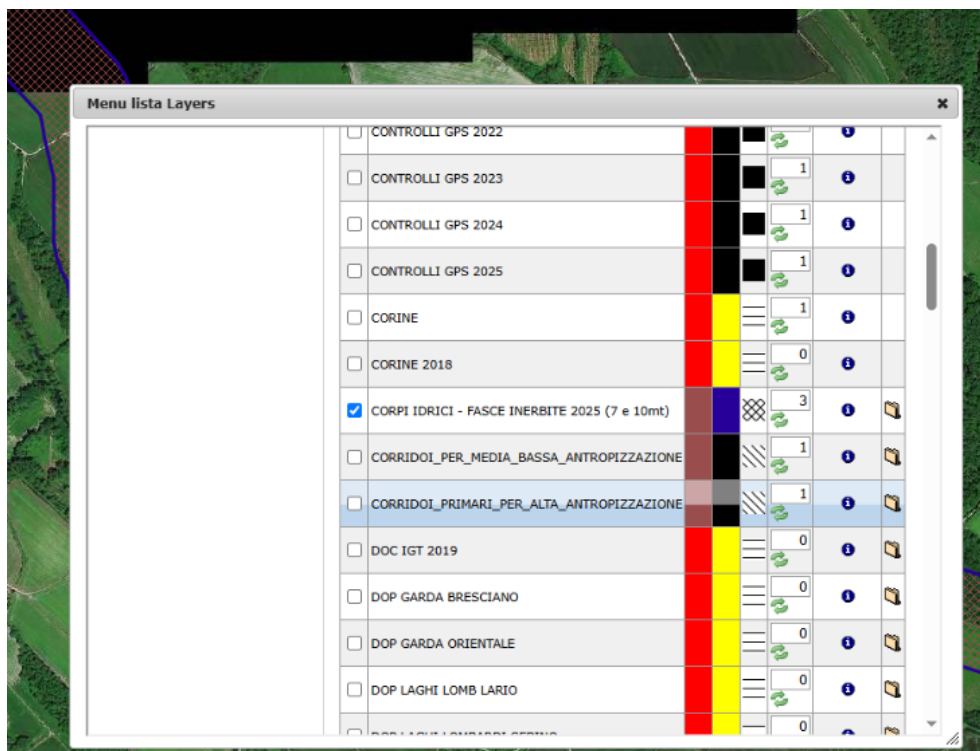 Menu lista Layers
CONTROLLI GPS 2022
CONTROLLI GPS 2023 1
CONTROLLI GPS 2024 1
CONTROLLI GPS 2025 1
CORINE 1
CORINE 2018 0
CORPI IDRICI - FASCE INERBITE 2025 (7 e 10mt) 3
CORRIDOI_PER_MEDIA_BASSA_ANTROPIZZAZIONE 1
CORRIDOI_PRIMARI_PER_ALTA_ANTROPIZZAZIONE 1
DOC IGT 2019 0
DOP GARDA BRESCIANO 0
DOP GARDA ORIENTALE 0
DOP LAGHI LOMB LARIO 0
0